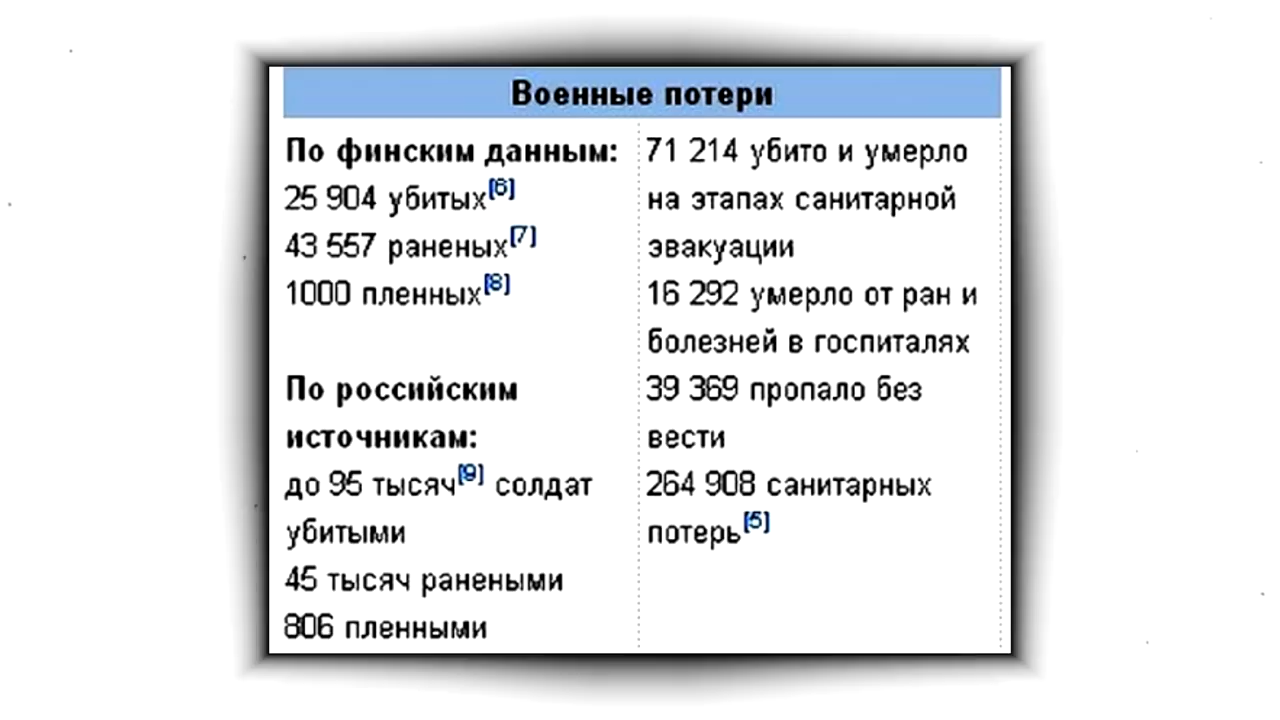 Военные потери
По финским данным:
25 904 убитых[6]
43 557 раненых[7]
1000 пленных[8]
По российским
источникам:
до 95 тысяч[9] солдат
убитыми
45 тысяч ранеными
806 пленными
71 214 убито и умерло
на этапах санитарной
эвакуации
16 292 умерло от ран и
болезней в госпиталях
39 369 пропало без
вести
264 908 санитарных
потерь[5]